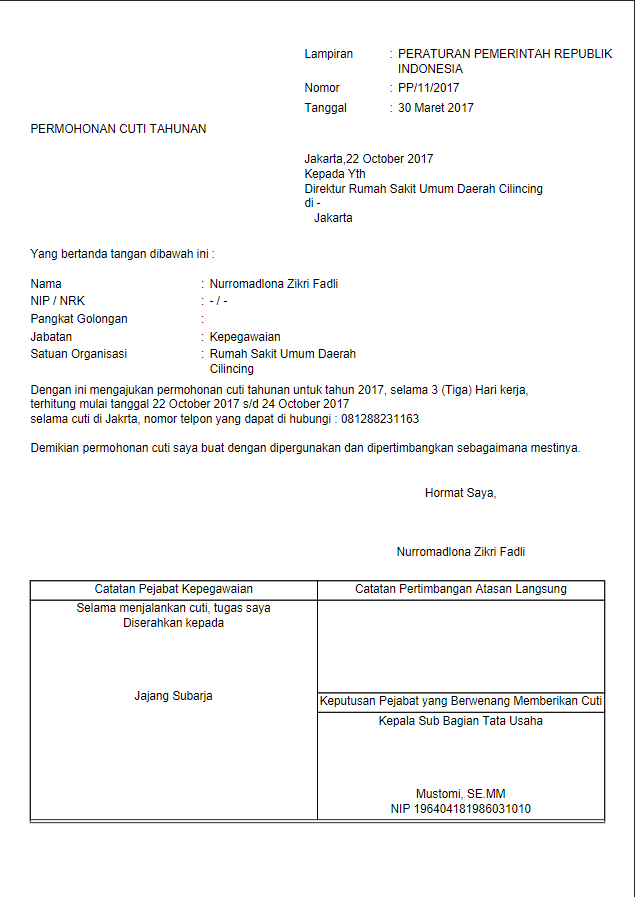 Lampiran : PERATURAN PEMERINTAH REPUBLIK
INDONESIA
Nomor : PP/11/2017
Tanggal : 30 Maret 2017
PERMOHONAN CUTI TAHUNAN
Jakarta,22 October 2017
Kepada Yth
Direktur Rumah Sakit Umum Daerah Cilincing
di -
Jakarta
Yang bertanda tangan dibawah ini :
Nama : Nurromadlona Zikri Fadli
NIP / NRK : - / -
Pangkat Golongan :
Jabatan : Kepegawaian
Satuan Organisasi : Rumah Sakit Umum Daerah
Cilincing
Dengan ini mengajukan permohonan cuti tahunan untuk tahun 2017, selama 3 (Tiga) Hari kerja,
terhitung mulai tanggal 22 October 2017 s/d 24 October 2017
selama cuti di Jakrta, nomor telpon yang dapat di hubungi : 081288231163
Demikian permohonan cuti saya buat dengan dipergunakan dan dipertimbangkan sebagaimana mestinya.
Hormat Saya,
Nurromadlona Zikri Fadli
Catatan Pejabat Kepegawaian
Selama menjalankan cuti, tugas saya
Diserahkan kepada
Jajang Subarja
Catatan Pertimbangan Atasan Langsung
Keputusan Pejabat yang Berwenang Memberikan Cuti
Kepala Sub Bagian Tata Usaha
Mustomi, SE.MM
NIP 196404181986031010